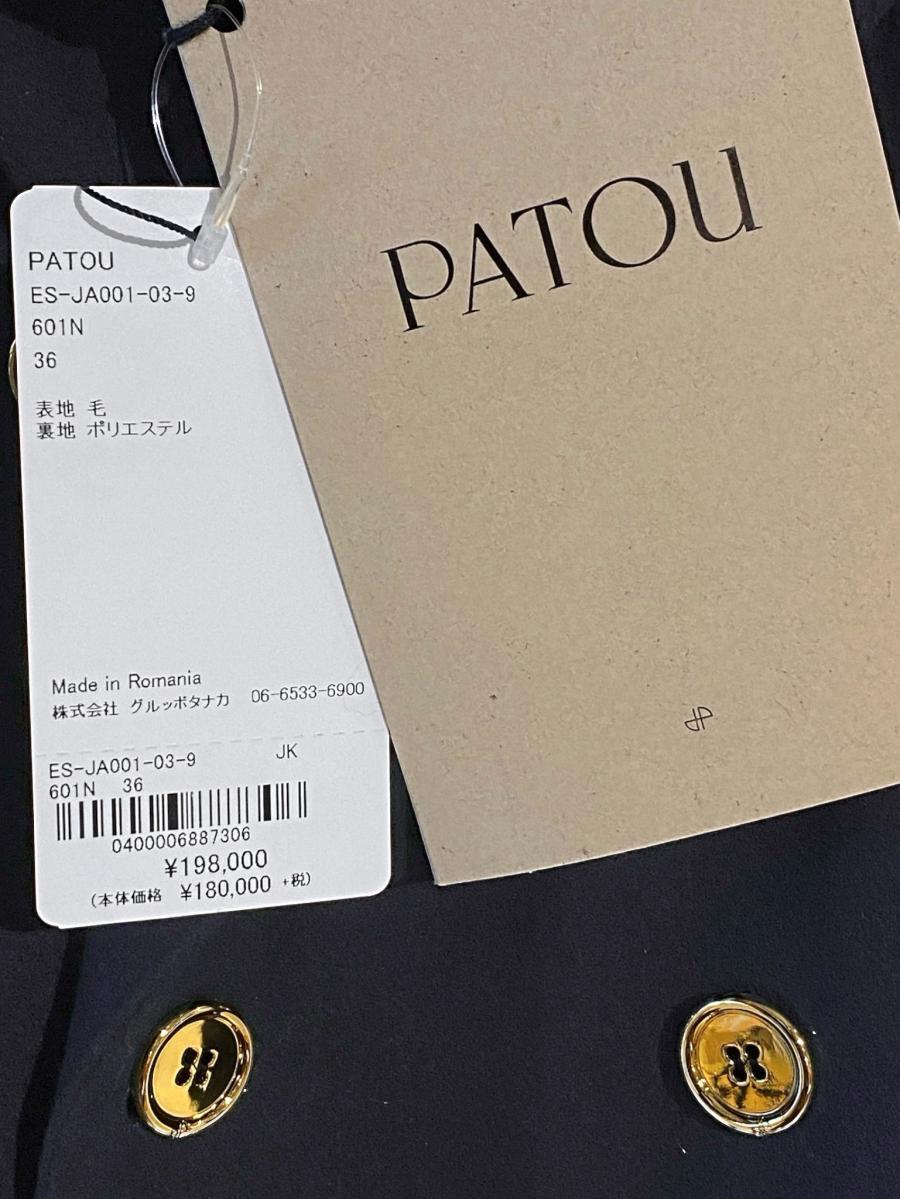 PATOU
PATOU
ES-JA001-03-9
601N
36
表地 毛
裏地 ポリエステル
Made in Romania
株式会社 グルッポタナカ 06-6533-6900
JP
ES-JA001-03-9 JK
601N 36
0400006887306
¥198,000
(本体価格 ¥180,000 +税)